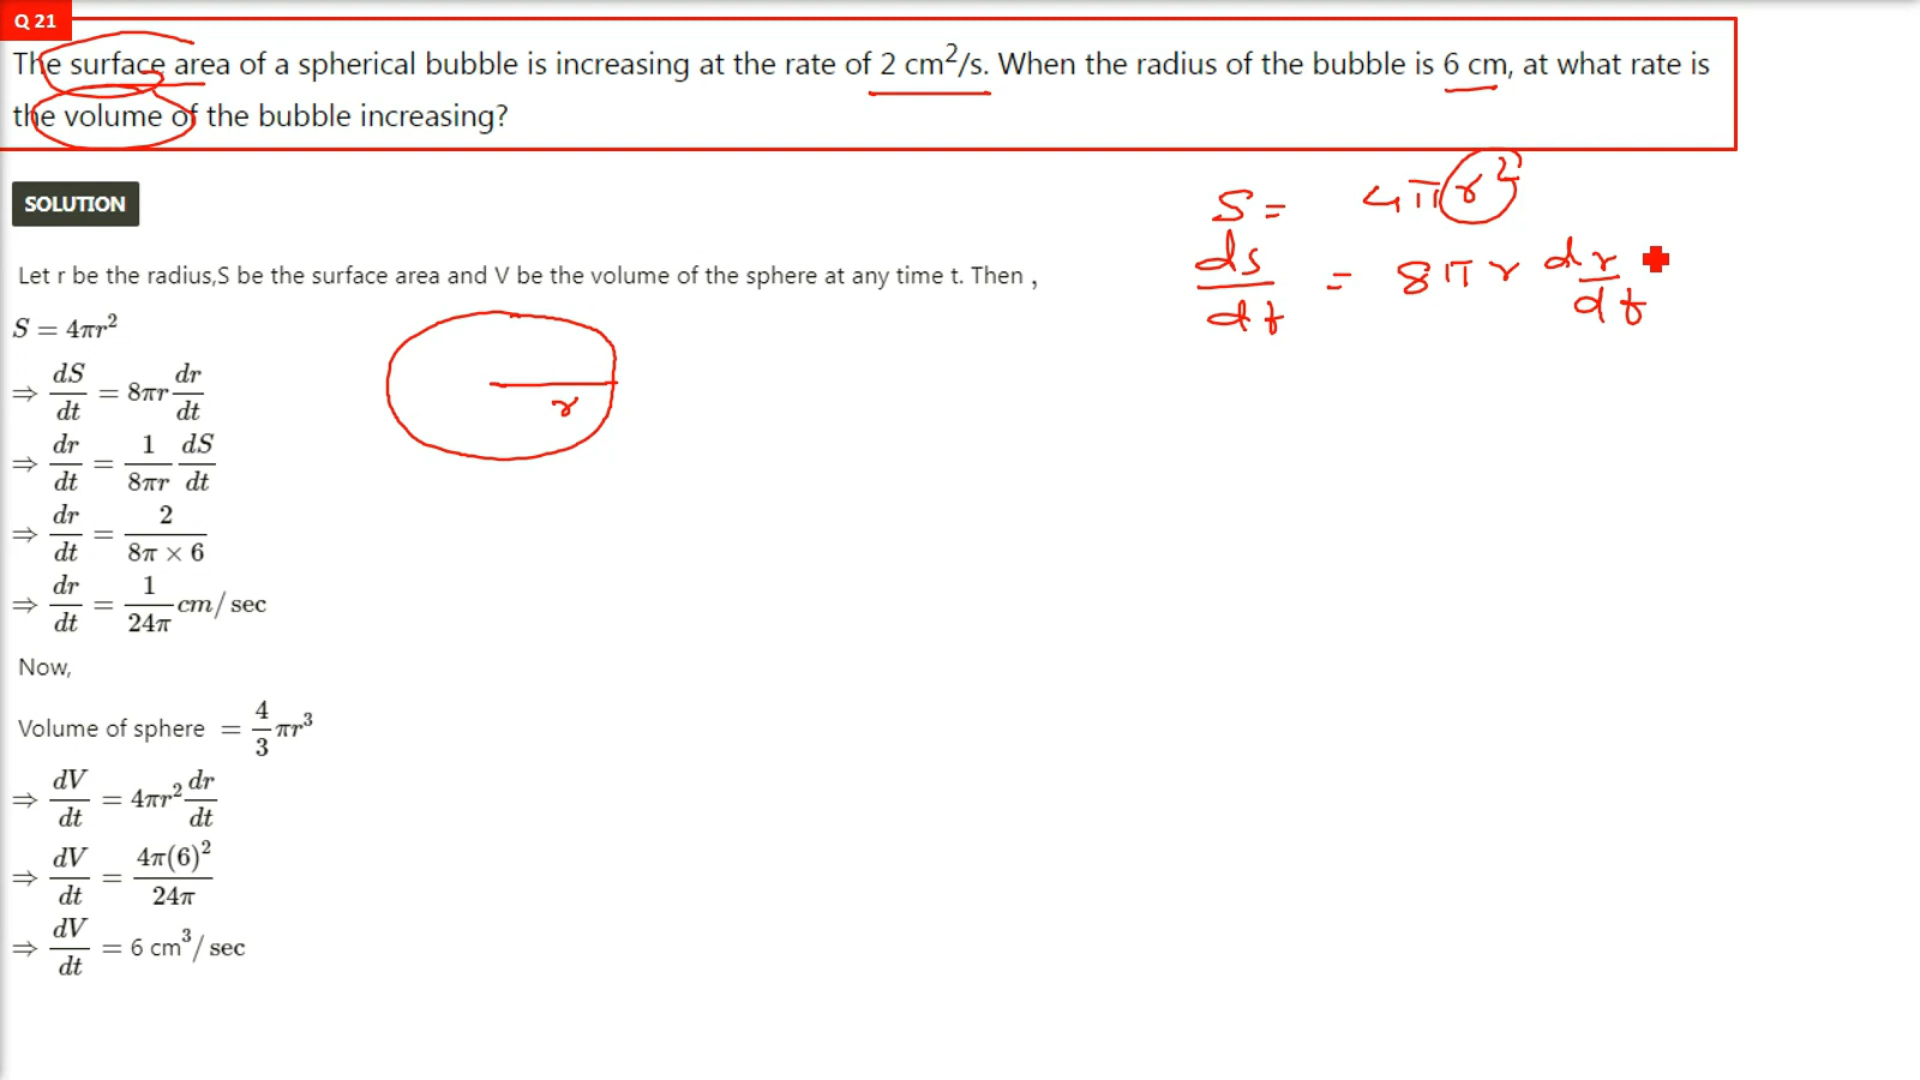 Q 21
The surface area of a spherical bubble is increasing at the rate of 2 cm²/s. When the radius of the bubble is 6 cm, at what rate is
the volume of the bubble increasing?
SOLUTION
Let r be the radius,S be the surface area and V be the volume of the sphere at any time t. Then ,
S = 4πr²
⇒ dS/dt = 8πr dr/dt
⇒ dr/dt = 1/8πr dS/dt
⇒ dr/dt = 2/8π × 6
⇒ dr/dt = 1/24π cm/ sec
Now,
Volume of sphere = 4/3 πr³
⇒ dV/dt = 4πr² dr/dt
⇒ dV/dt = 4π(6)²/24π
⇒ dV/dt = 6 cm³/ sec
r
S = 4πr²
ds/dt = 8πr dr/dt